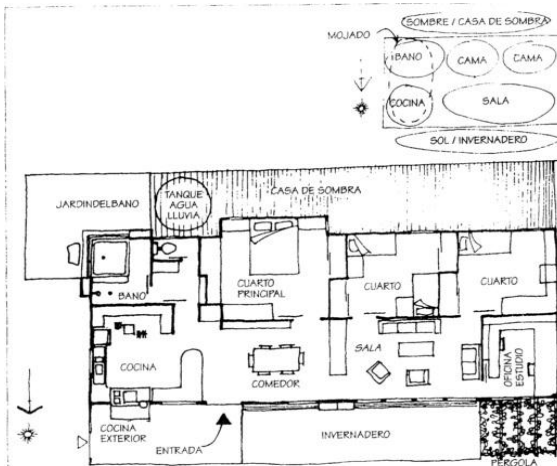 SOMBRE / CASA DE SOMBRA
MOJADO
BANO
CAMA
CAMA
COCINA
SALA
SOL / INVERNADERO
JARDINDELBANO
TANQUE
AGUA
LLUVIA
CASA DE SOMBRA
BANO
CUARTO
PRINCIPAL
CUARTO
CUARTO
COCINA
COMEDOR
SALA
OFICINA
ESTUDIO
COCINA
EXTERIOR
ENTRADA
INVERNADERO
PERGOLA